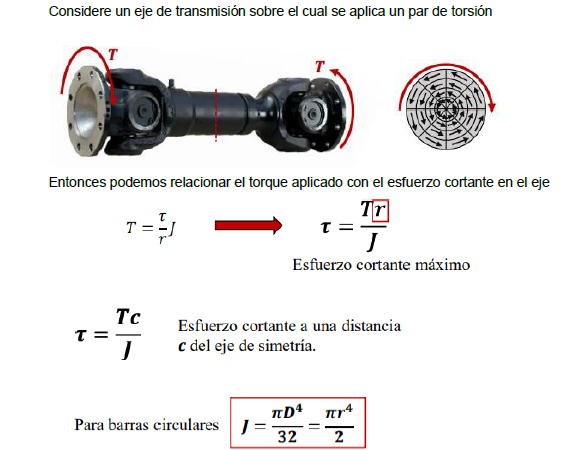 Considere un eje de transmisión sobre el cual se aplica un par de torsión
T
T
Entonces podemos relacionar el torque aplicado con el esfuerzo cortante en el eje
T = τ/r J
τ = Tr/J
Esfuerzo cortante máximo
τ = Tc/J
Esfuerzo cortante a una distancia
c del eje de simetría.
Para barras circulares J = πD⁴/32 = πr⁴/2